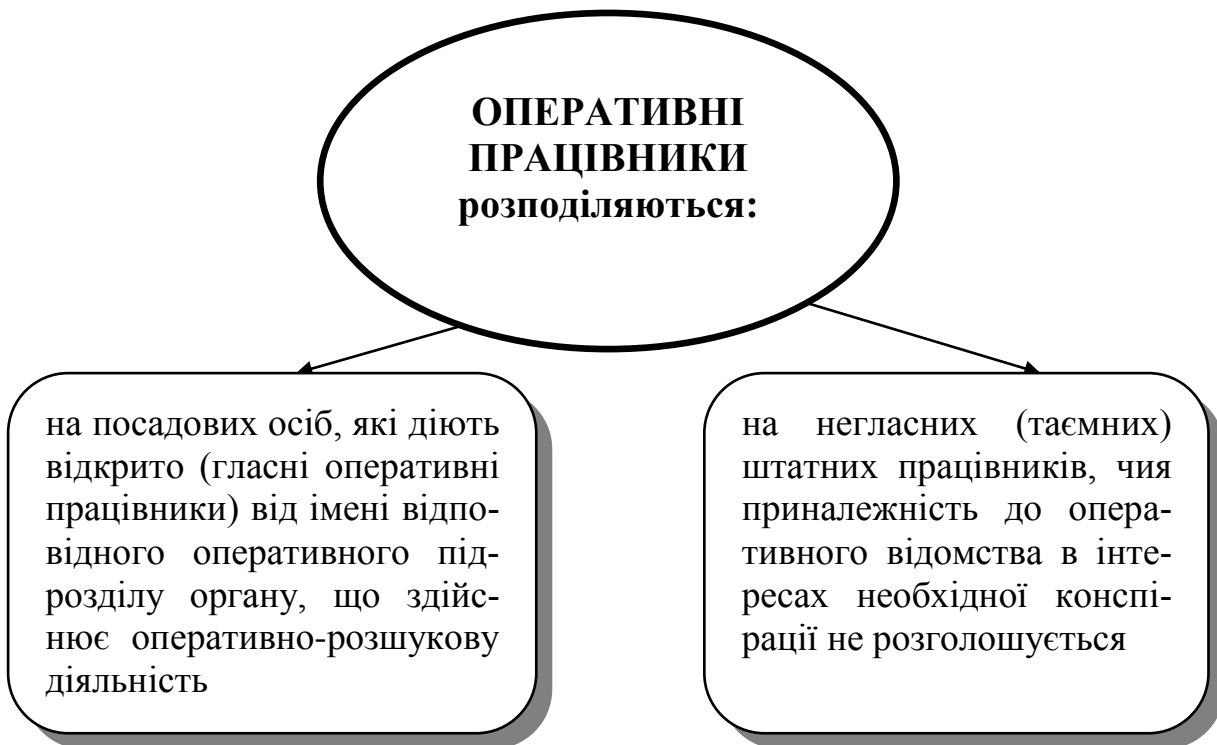 ОПЕРАТИВНІ
ПРАЦІВНИКИ
розподіляються:
на посадових осіб, які діють
відкрито (гласні оперативні
працівники) від імені відпо-
відного оперативного під-
розділу органу, що здійс-
нює оперативно-розшукову
діяльність
на негласних (таємних)
штатних працівників, чия
приналежність до опера-
тивного відомства в інте-
ресах необхідної конспі-
рації не розголошується